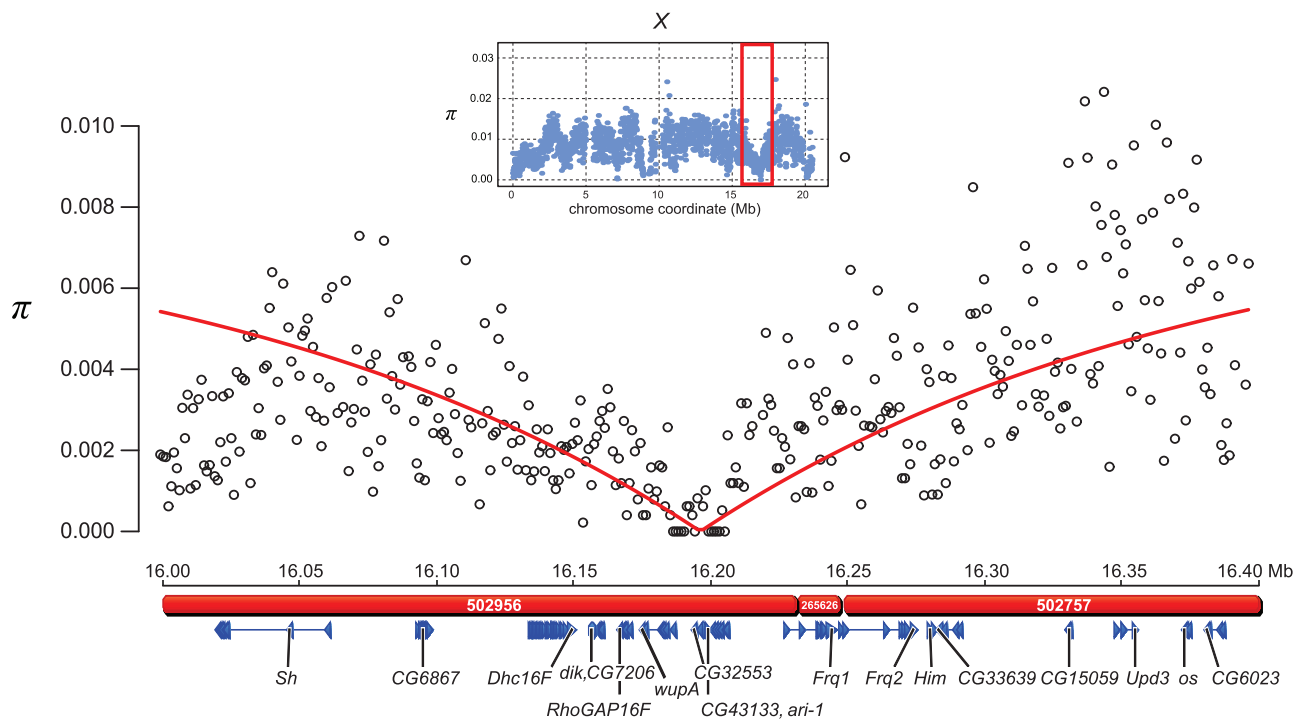 X
π
0.03
0.02
0.01
0.00
0 5 10 15 20
chromosome coordinate (Mb)
π
0.010
0.008
0.006
0.004
0.002
0.000
16.00 16.05 16.10 16.15 16.20 16.25 16.30 16.35 16.40 Mb
502956 265626 502757
Sh CG6867 Dhc16F dik,CG7206 wupA CG32553 Frq1 Frq2 Him CG33639 CG15059 Upd3 os CG6023
RhoGAP16F CG43133, ari-1